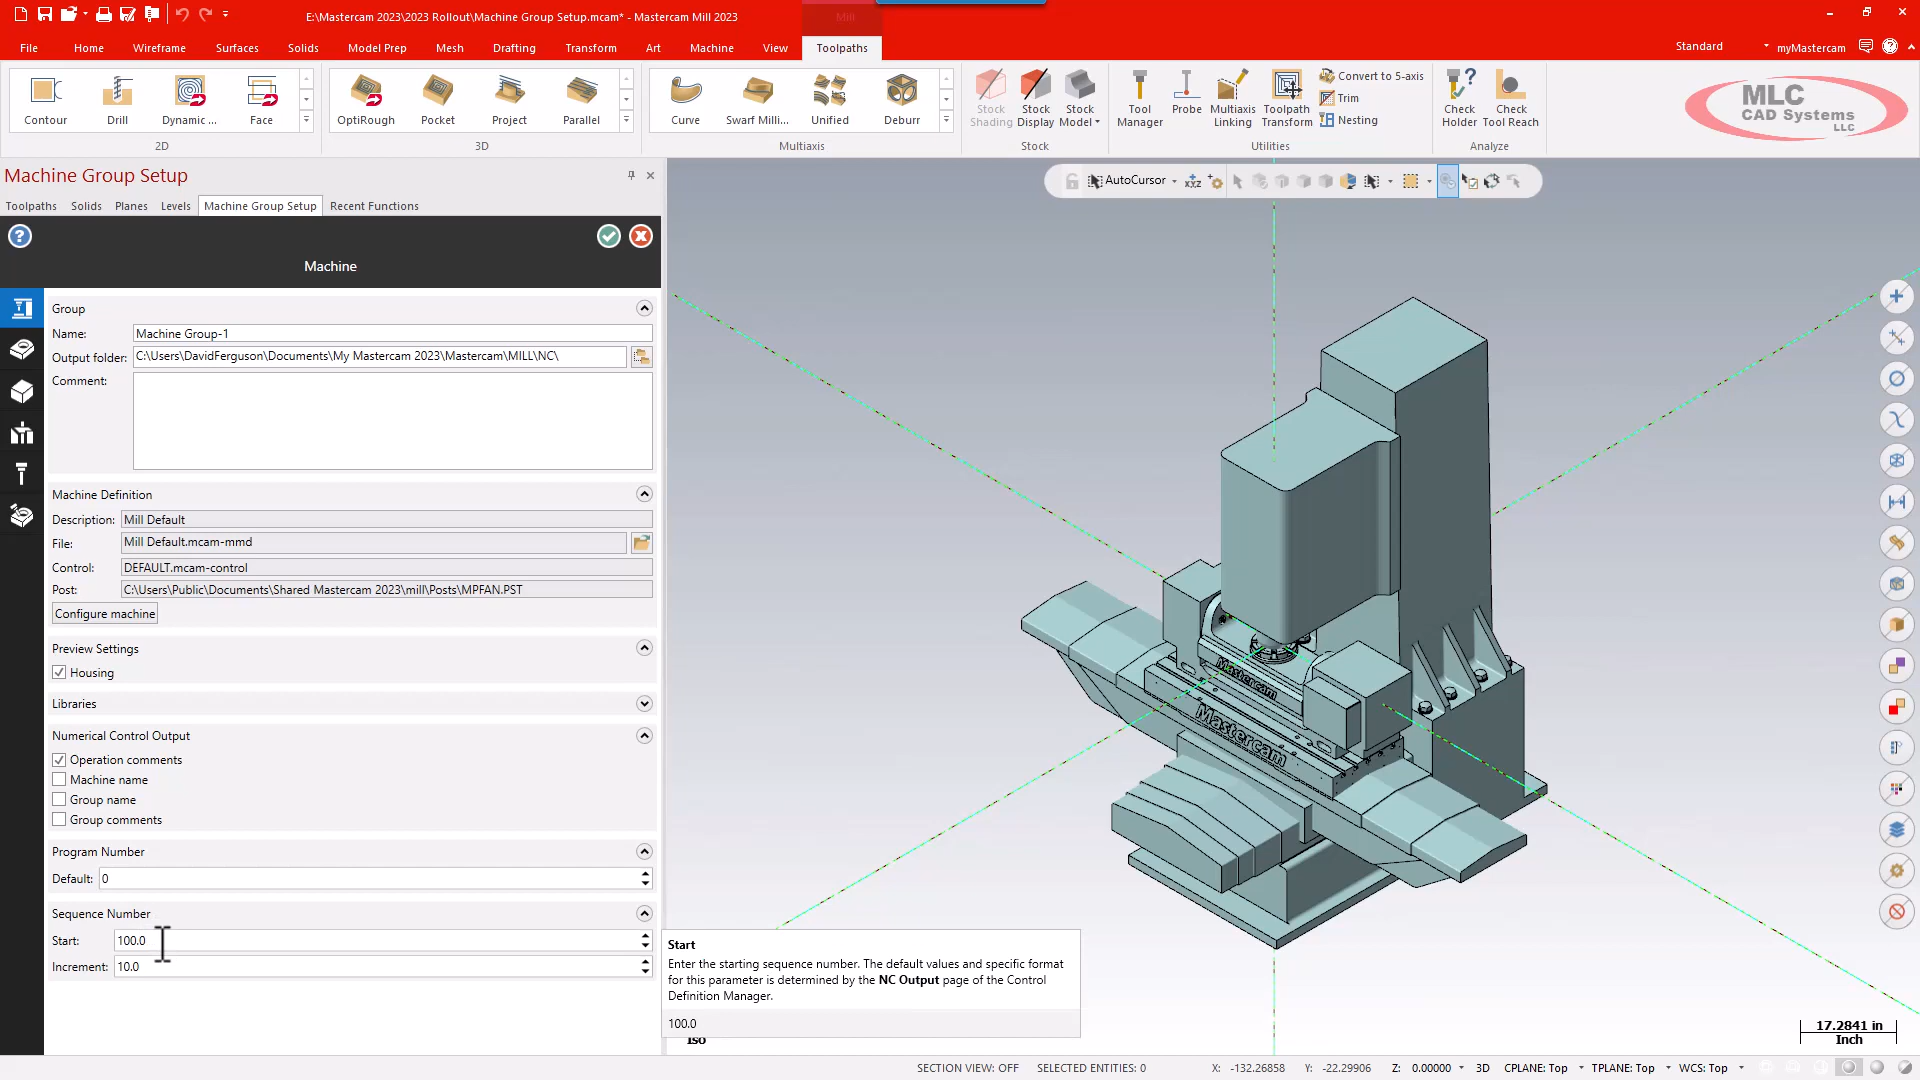 E:\Mastercam 2023\2023 Rollout\Machine Group Setup.mcam* - Mastercam Mill 2023
Mill
File Home Wireframe Surfaces Solids Model Prep Mesh Drafting Transform Art Machine View Toolpaths
Standard myMastercam
Contour Drill Dynamic ... Face
2D
OptiRough Pocket Project Parallel
3D
Curve Swarf Milli... Unified Deburr
Multiaxis
Stock Shading Stock Display Stock Model
Stock
Tool Manager Probe Multiaxis Linking Toolpath Transform
Convert to 5-axis
Trim
Nesting
Utilities
Check Holder Check Tool Reach
Analyze
MLC
CAD Systems
LLC
Machine Group Setup
Toolpaths Solids Planes Levels Machine Group Setup Recent Functions
AutoCursor
XYZ
Machine
Group
Name: Machine Group-1
Output folder: C:\Users\DavidFerguson\Documents\My Mastercam 2023\Mastercam\MILL\NC\
Comment:
Machine Definition
Description: Mill Default
File: Mill Default.mcam-mmd
Control: DEFAULT.mcam-control
Post: C:\Users\Public\Documents\Shared Mastercam 2023\mill\Posts\MPFAN.PST
Configure machine
Preview Settings
Housing
Libraries
Numerical Control Output
Operation comments
Machine name
Group name
Group comments
Program Number
Default: 0
Sequence Number
Start: 100.0
Increment: 10.0
Mastercam
Mastercam
Start
Enter the starting sequence number. The default values and specific format
for this parameter is determined by the NC Output page of the Control
Definition Manager.
100.0
Iso
17.2841 in
Inch
SECTION VIEW: OFF SELECTED ENTITIES: 0 X: -132.26858 Y: -22.29906 Z: 0.00000 3D CPLANE: Top TPLANE: Top WCS: Top